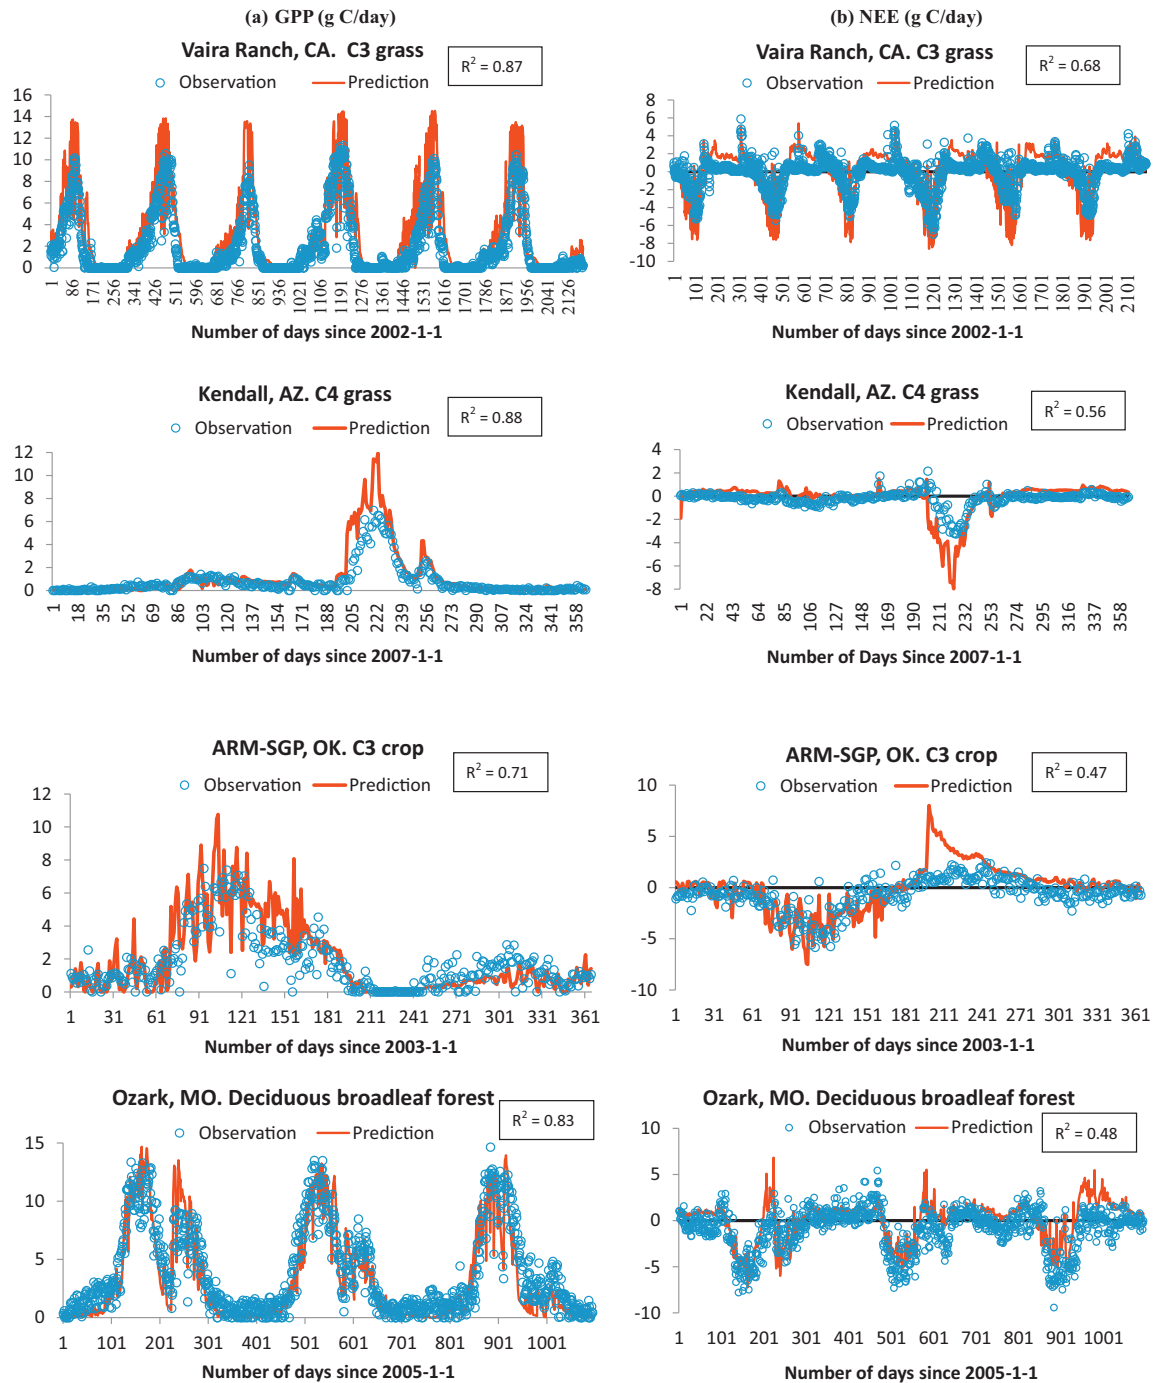 (a) GPP (g C/day)
Vaira Ranch, CA. C3 grass
R² = 0.87
Observation Prediction
16
14
12
10
8
6
4
2
0
1 86 171 256 341 426 511 596 681 766 851 936 1021 1106 1191 1276 1361 1446 1531 1616 1701 1786 1871 1956 2041 2126
Number of days since 2002-1-1
(b) NEE (g C/day)
Vaira Ranch, CA. C3 grass
R² = 0.68
Observation Prediction
8
6
4
2
0
-2
-4
-6
-8
-10
1 101 201 301 401 501 601 701 801 901 1001 1101 1201 1301 1401 1501 1601 1701 1801 1901 2001 2101
Number of days since 2002-1-1
Kendall, AZ. C4 grass
R² = 0.88
Observation Prediction
12
10
8
6
4
2
0
1 18 35 52 69 86 103 120 137 154 171 188 205 222 239 256 273 290 307 324 341 358
Number of days since 2007-1-1
Kendall, AZ. C4 grass
R² = 0.56
Observation Prediction
4
2
0
-2
-4
-6
-8
1 22 43 64 85 106 127 148 169 190 211 232 253 274 295 316 337 358
Number of Days Since 2007-1-1
ARM-SGP, OK. C3 crop
R² = 0.71
Observation Prediction
12
10
8
6
4
2
0
1 31 61 91 121 151 181 211 241 271 301 331 361
Number of days since 2003-1-1
ARM-SGP, OK. C3 crop
R² = 0.47
Observation Prediction
10
5
0
-5
-10
1 31 61 91 121 151 181 211 241 271 301 331 361
Number of days since 2003-1-1
Ozark, MO. Deciduous broadleaf forest
R² = 0.83
Observation Prediction
15
10
5
0
1 101 201 301 401 501 601 701 801 901 1001
Number of days since 2005-1-1
Ozark, MO. Deciduous broadleaf forest
R² = 0.48
Observation Prediction
10
5
0
-5
-10
1 101 201 301 401 501 601 701 801 901 1001
Number of days since 2005-1-1